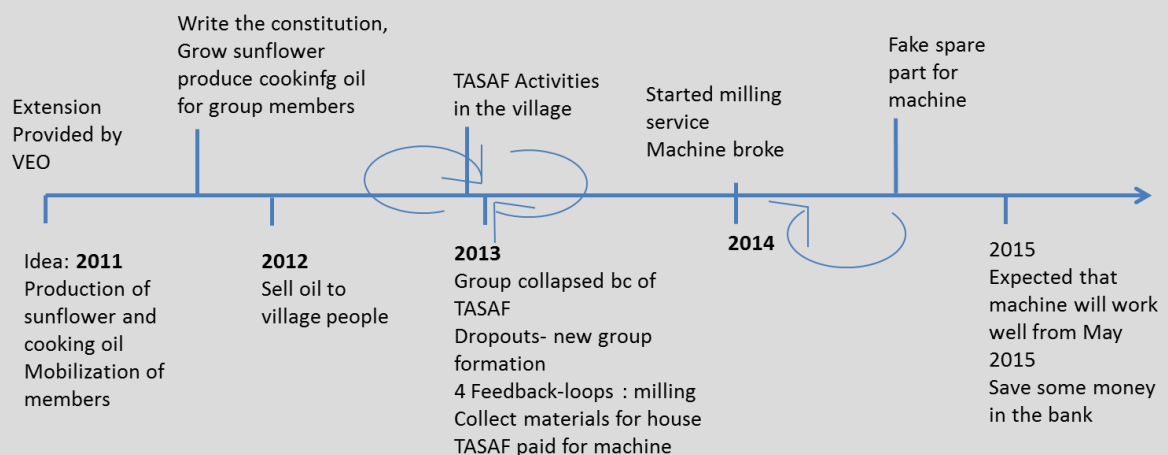 Extension
Provided by
VEO
Write the constitution,
Grow sunflower
produce cookinfg oil
for group members
TASAF Activities
in the village
Started milling
service
Machine broke
Fake spare
part for
machine
Idea: 2011
Production of
sunflower and
cooking oil
Mobilization of
members
2012
Sell oil to
village people
2013
Group collapsed bc of
TASAF
Dropouts- new group
formation
4 Feedback-loops : milling
Collect materials for house
TASAF paid for machine
2014
2015
Expected that
machine will work
well from May
2015
Save some money
in the bank